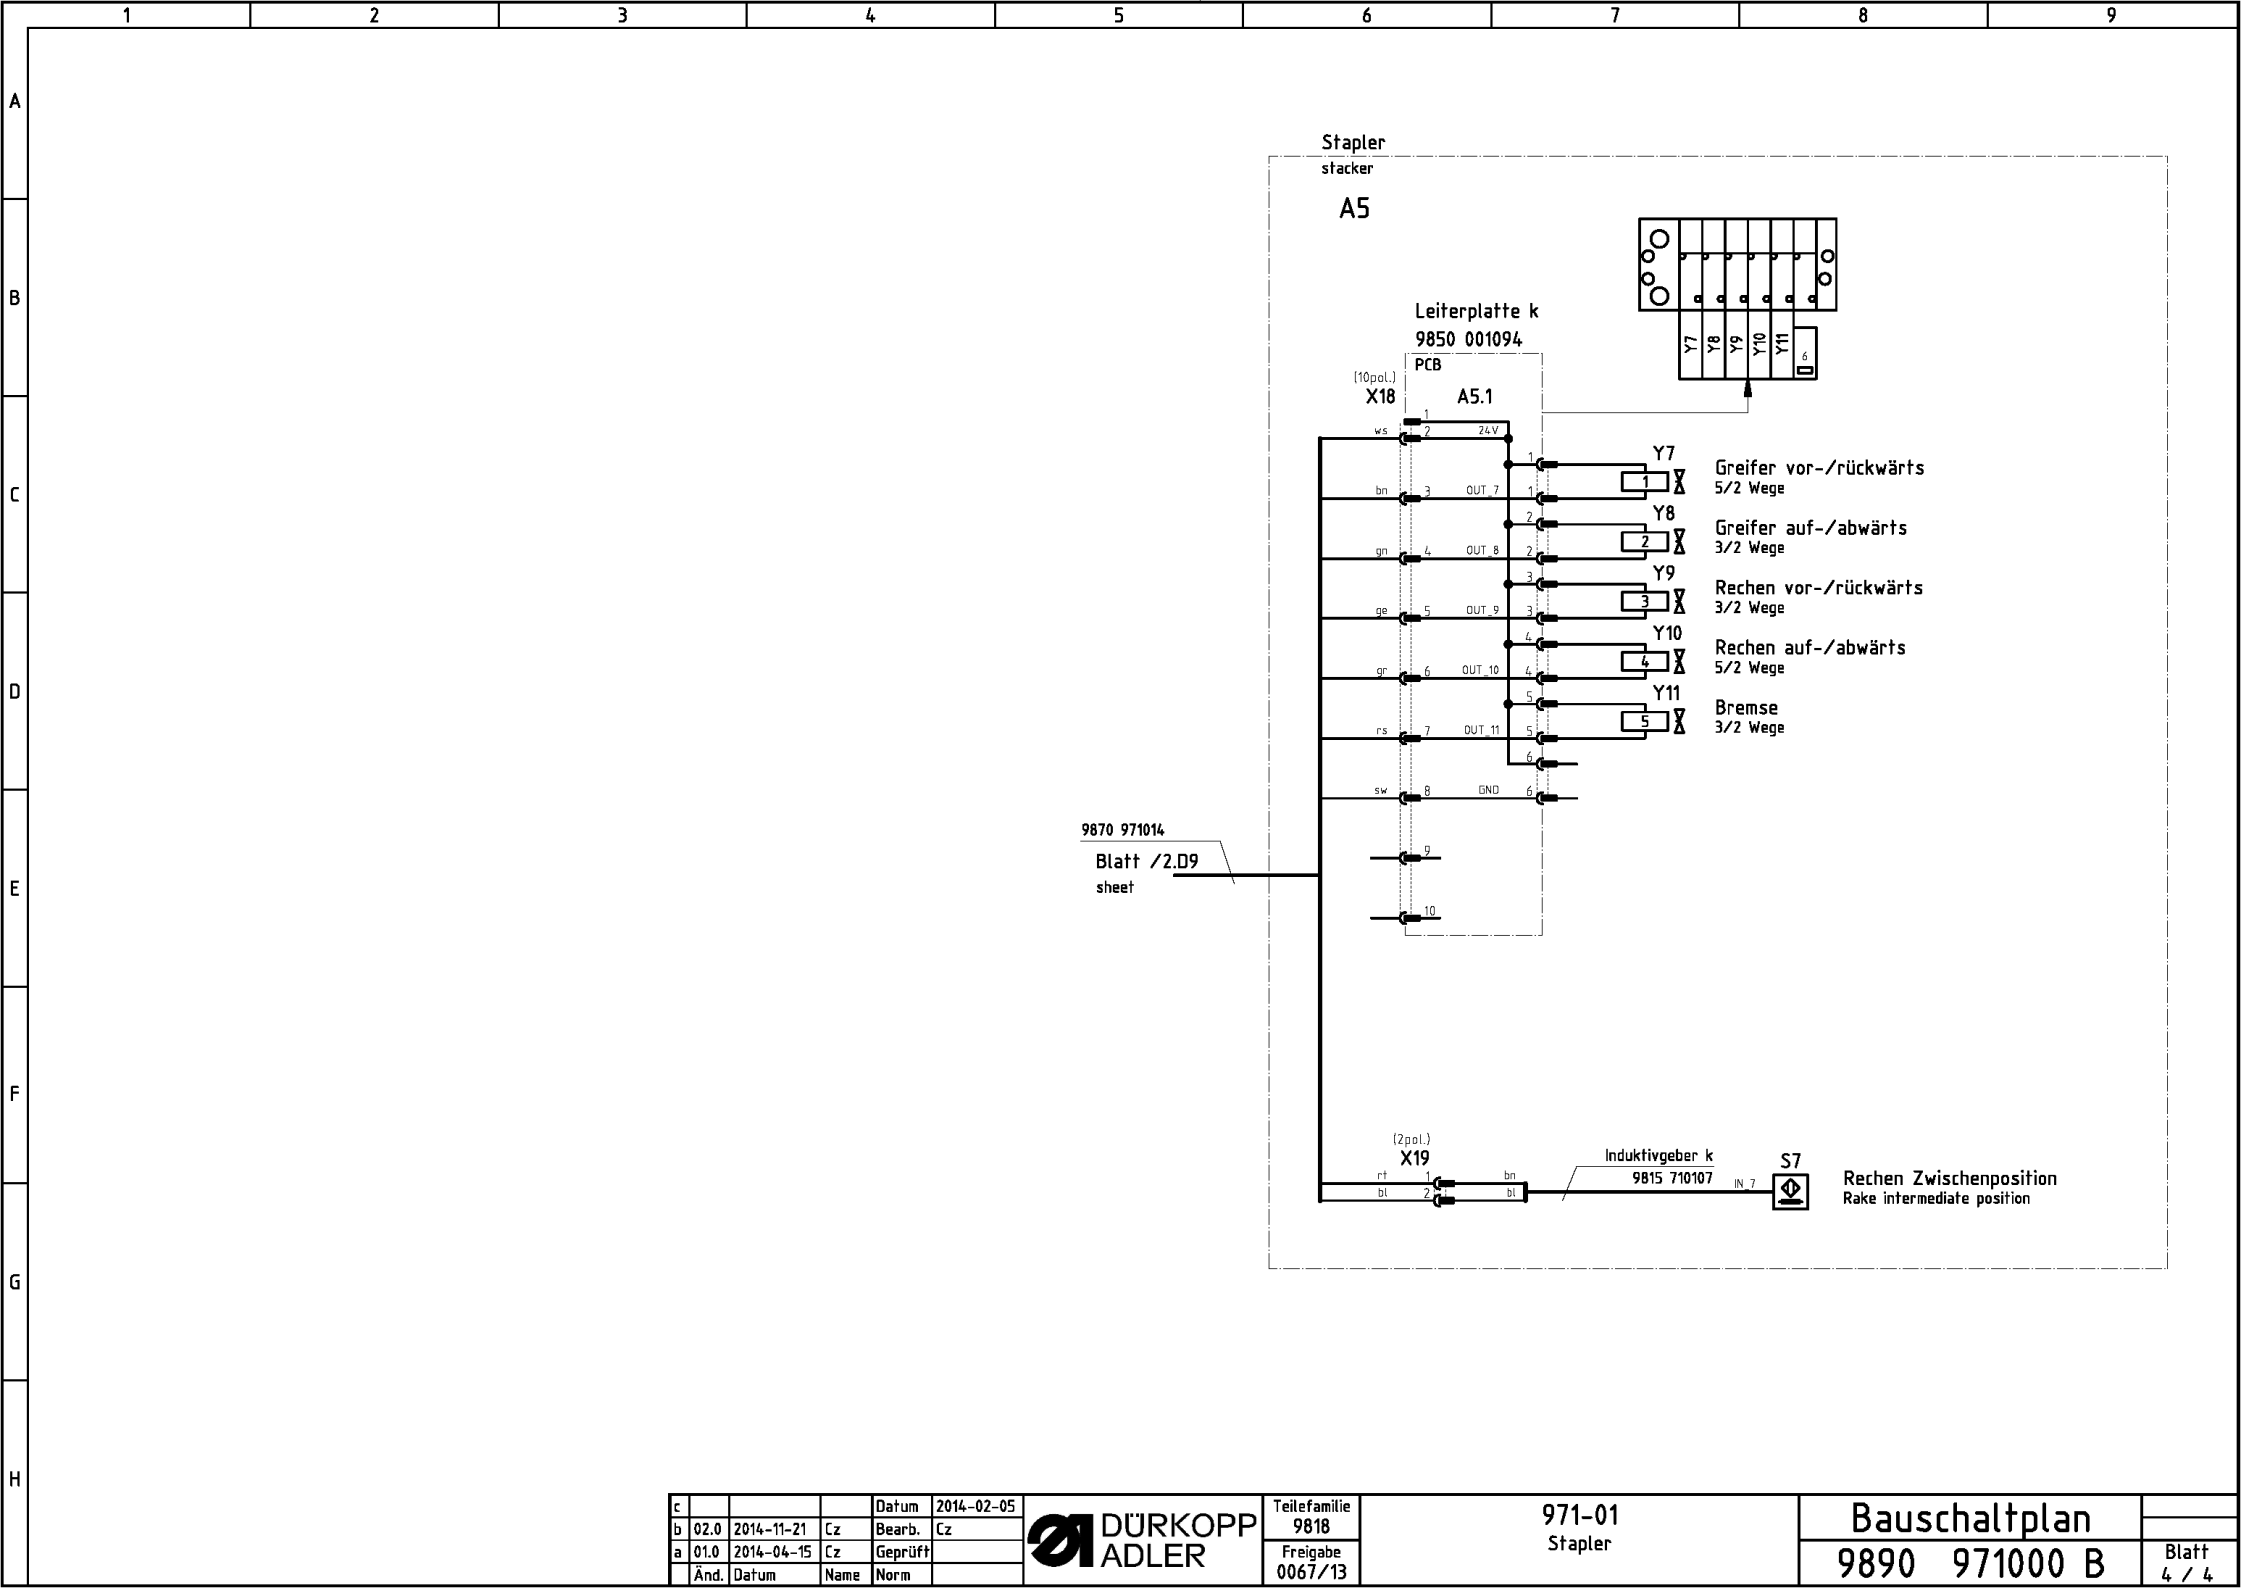 1 2 3 4 5 6 7 8 9
A
B
C
D
E
F
G
H
Stapler
stacker
A5
Y7 Y8 Y9 Y10 Y11 6
Leiterplatte k
9850 001094
PCB
(10pol.)
X18 A5.1
1
ws 2 24V
1 Y7 Greifer vor-/rückwärts
1 5/2 Wege
bn 3 OUT_7 1
2 Y8 Greifer auf-/abwärts
2 3/2 Wege
gn 4 OUT_8 2
3 Y9 Rechen vor-/rückwärts
3 3/2 Wege
ge 5 OUT_9 3
4 Y10 Rechen auf-/abwärts
4 5/2 Wege
gr 6 OUT_10 4
5 Y11 Bremse
5 3/2 Wege
rs 7 OUT_11 5
6
sw 8 GND 6
9870 971014
Blatt /2.D9
sheet
9
10
(2pol.)
X19
rt 1 bn
bl 2 bl
Induktivgeber k
9815 710107
IN_7
S7
Rechen Zwischenposition
Rake intermediate position
c Datum 2014-02-05
b 02.0 2014-11-21 Cz Bearb. Cz
a 01.0 2014-04-15 Cz Geprüft
Änd. Datum Name Norm
DÜRKOPP
ADLER
Teilefamilie
9818
Freigabe
0067/13
971-01
Stapler
Bauschaltplan
9890 971000 B
Blatt
4 / 4